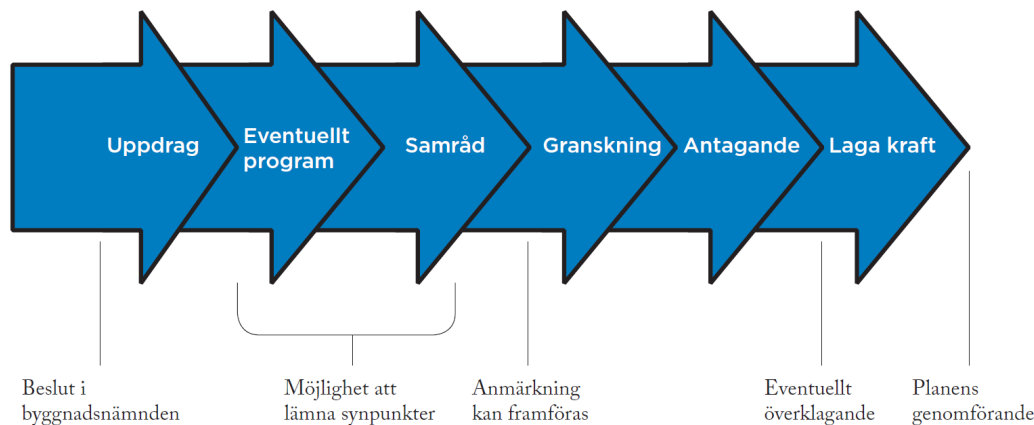 Uppdrag
Eventuellt
program
Samråd
Granskning
Antagande
Laga kraft
Beslut i
byggnadsnämnden
Möjlighet att
lämna synpunkter
Anmärkning
kan framföras
Eventuellt
överklagande
Planens
genomförande